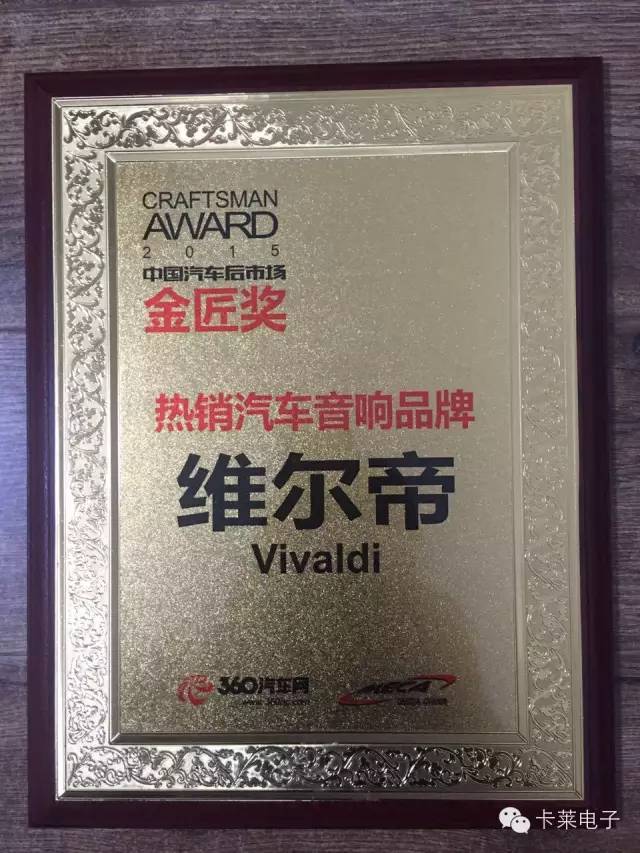 CRAFTSMAN
AWARD
2015
中国汽车后市场
金匠奖
热销汽车音响品牌
维尔帝
Vivaldi
360汽车网
MECA
卡莱电子